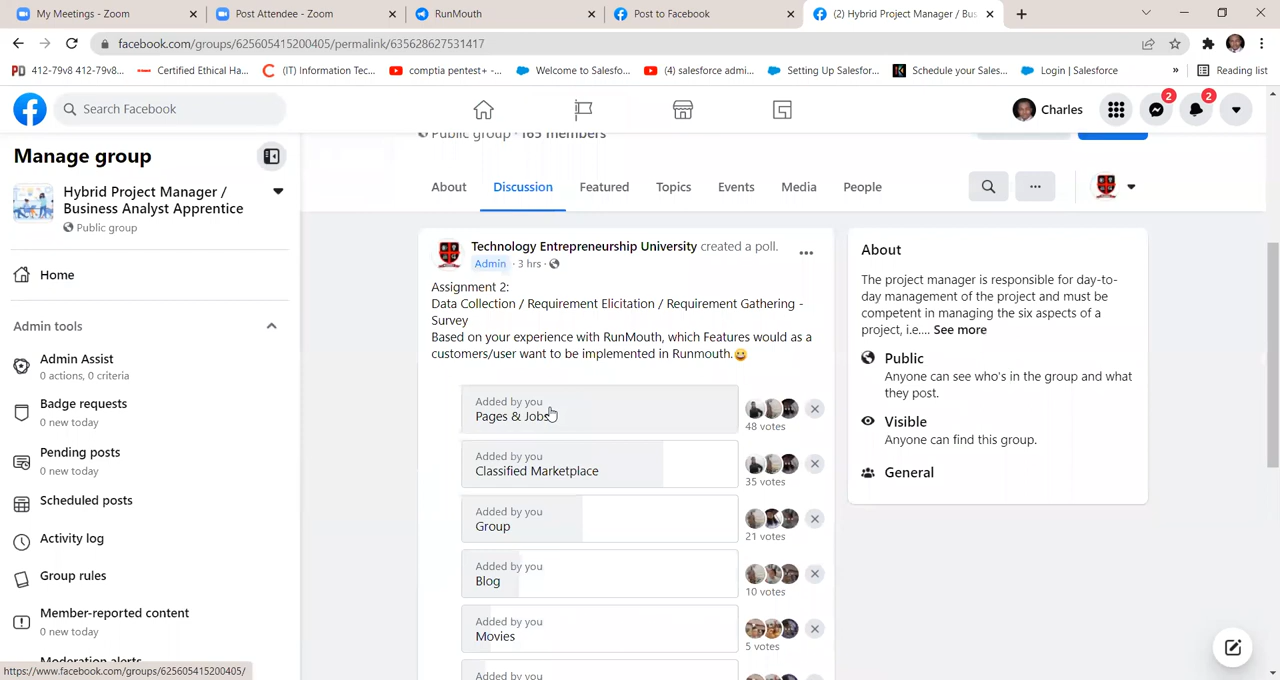 My Meetings - Zoom
Post Attendee - Zoom
RunMouth
Post to Facebook
(2) Hybrid Project Manager / Bus
facebook.com/groups/625605415200405/permalink/635628627531417
PD 412-79v8 412-79v8...
Certified Ethical Ha...
(IT) Information Tec...
comptia pentest+ -...
Welcome to Salesfo...
(4) salesforce admi...
Setting Up Salesfor...
Schedule your Sales...
Login | Salesforce
»
Reading list
Search Facebook
Charles
2
2
Manage group
Hybrid Project Manager /
Business Analyst Apprentice
Public group
Home
Admin tools
Admin Assist
0 actions, 0 criteria
Badge requests
0 new today
Pending posts
0 new today
Scheduled posts
Activity log
Group rules
Member-reported content
0 new today
Moderation alerts
https://www.facebook.com/groups/625605415200405/
Public group · 165 members
About
Discussion
Featured
Topics
Events
Media
People
Technology Entrepreneurship University created a poll.
Admin · 3 hrs ·
Assignment 2:
Data Collection / Requirement Elicitation / Requirement Gathering -
Survey
Based on your experience with RunMouth, which Features would as a
customers/user want to be implemented in Runmouth.😀
Added by you
Pages & Jobs
48 votes
Added by you
Classified Marketplace
35 votes
Added by you
Group
21 votes
Added by you
Blog
10 votes
Added by you
Movies
5 votes
About
The project manager is responsible for day-to-
day management of the project and must be
competent in managing the six aspects of a
project, i.e.... See more
Public
Anyone can see who's in the group and what
they post.
Visible
Anyone can find this group.
General